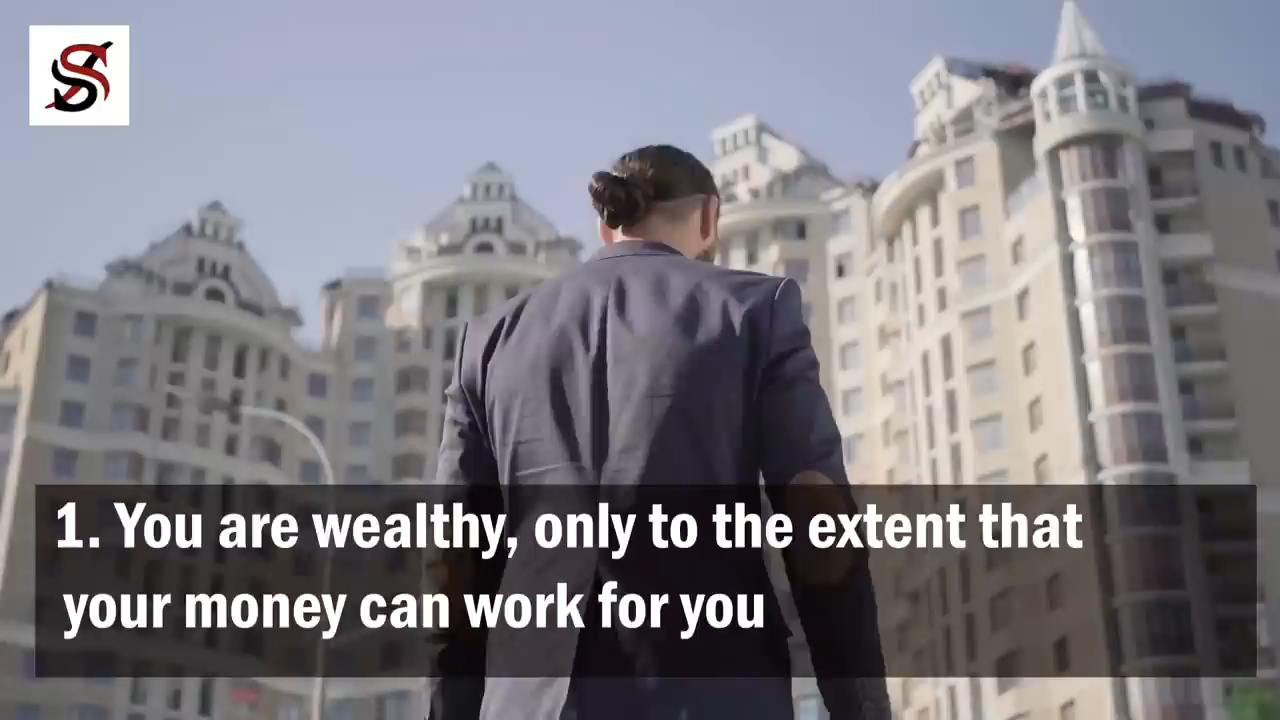 1. You are wealthy, only to the extent that
your money can work for you